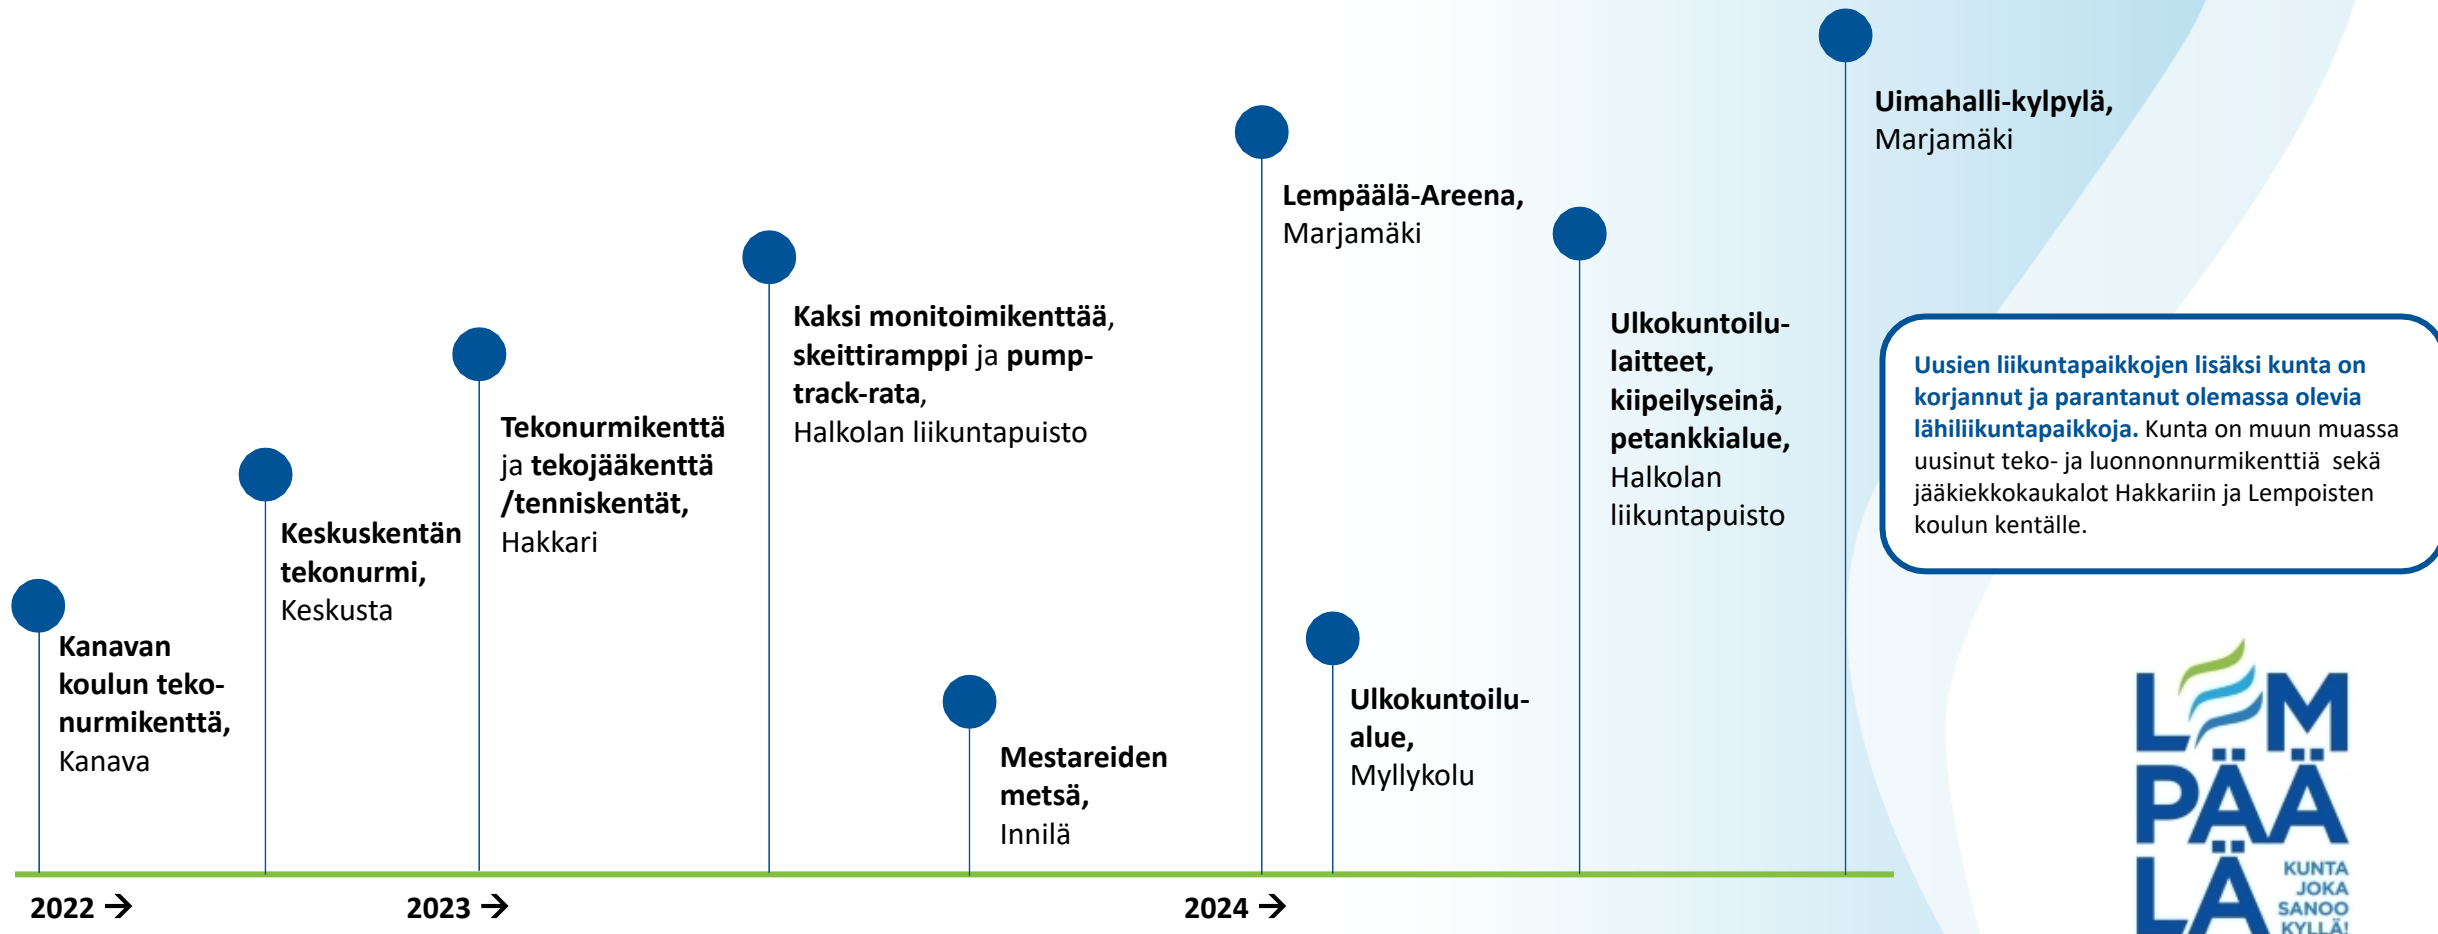 Kanavan
koulun teko-
nurmikenttä,
Kanava
Keskuskentän
tekonurmi,
Keskusta
Tekonurmikenttä
ja tekojääkenttä
/tenniskentät,
Hakkari
Kaksi monitoimikenttää,
skeittiramppi ja pump-
track-rata,
Halkolan liikuntapuisto
Mestareiden
metsä,
Innilä
Lempäälä-Areena,
Marjamäki
Ulkokuntoilu-
alue,
Myllykolu
Ulkokuntoilu-
laitteet,
kiipeilyseinä,
petankkialue,
Halkolan
liikuntapuisto
Uimahalli-kylpylä,
Marjamäki
Uusien liikuntapaikkojen lisäksi kunta on
korjannut ja parantanut olemassa olevia
lähiliikuntapaikkoja. Kunta on muun muassa
uusinut teko- ja luonnonnurmikenttiä sekä
jääkiekkokaukalot Hakkariin ja Lempoisten
koulun kentälle.
2022 →
2023 →
2024 →
LEM
PÄÄ
LÄ
KUNTA
JOKA
SANOO
KYLLÄ!